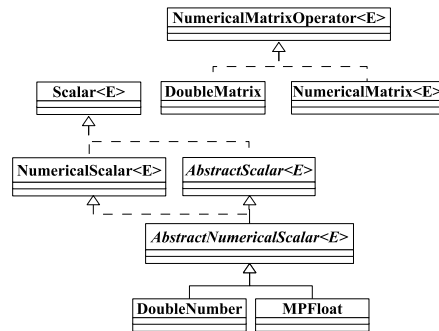 NumericalMatrixOperator<E>
Scalar<E>
DoubleMatrix
NumericalMatrix<E>
NumericalScalar<E>
AbstractScalar<E>
AbstractNumericalScalar<E>
DoubleNumber
MPFloat